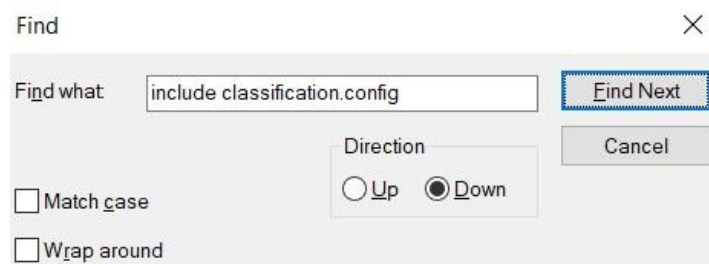 Find
Find what: include classification.config Find Next
Direction Cancel
Up Down
Match case
Wrap around